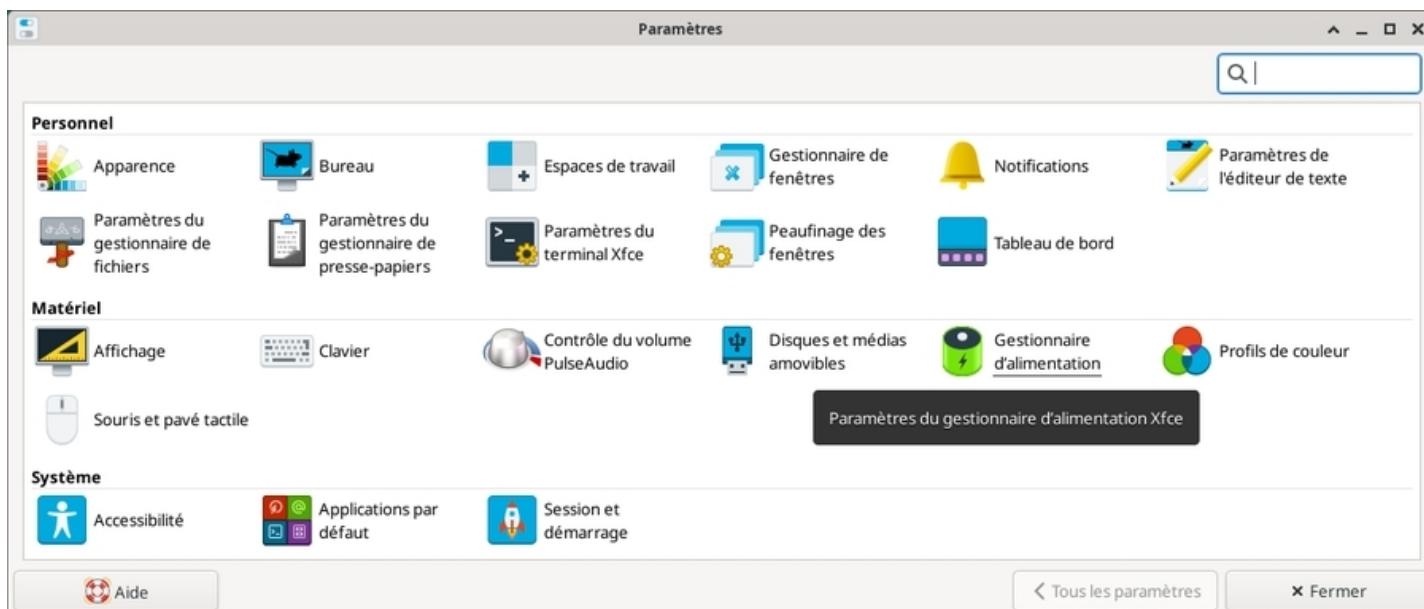 Paramètres
Personnel
Apparence
Bureau
Espaces de travail
Gestionnaire de
fenêtres
Notifications
Paramètres de
l'éditeur de texte
Paramètres du
gestionnaire de
fichiers
Paramètres du
gestionnaire de
presse-papiers
Paramètres du
terminal Xfce
Peaufinage des
fenêtres
Tableau de bord
Matériel
Affichage
Clavier
Contrôle du volume
PulseAudio
Disques et médias
amovibles
Gestionnaire
d'alimentation
Profils de couleur
Souris et pavé tactile
Paramètres du gestionnaire d'alimentation Xfce
Système
Accessibilité
Applications par
défaut
Session et
démarrage
Aide
Tous les paramètres
Fermer